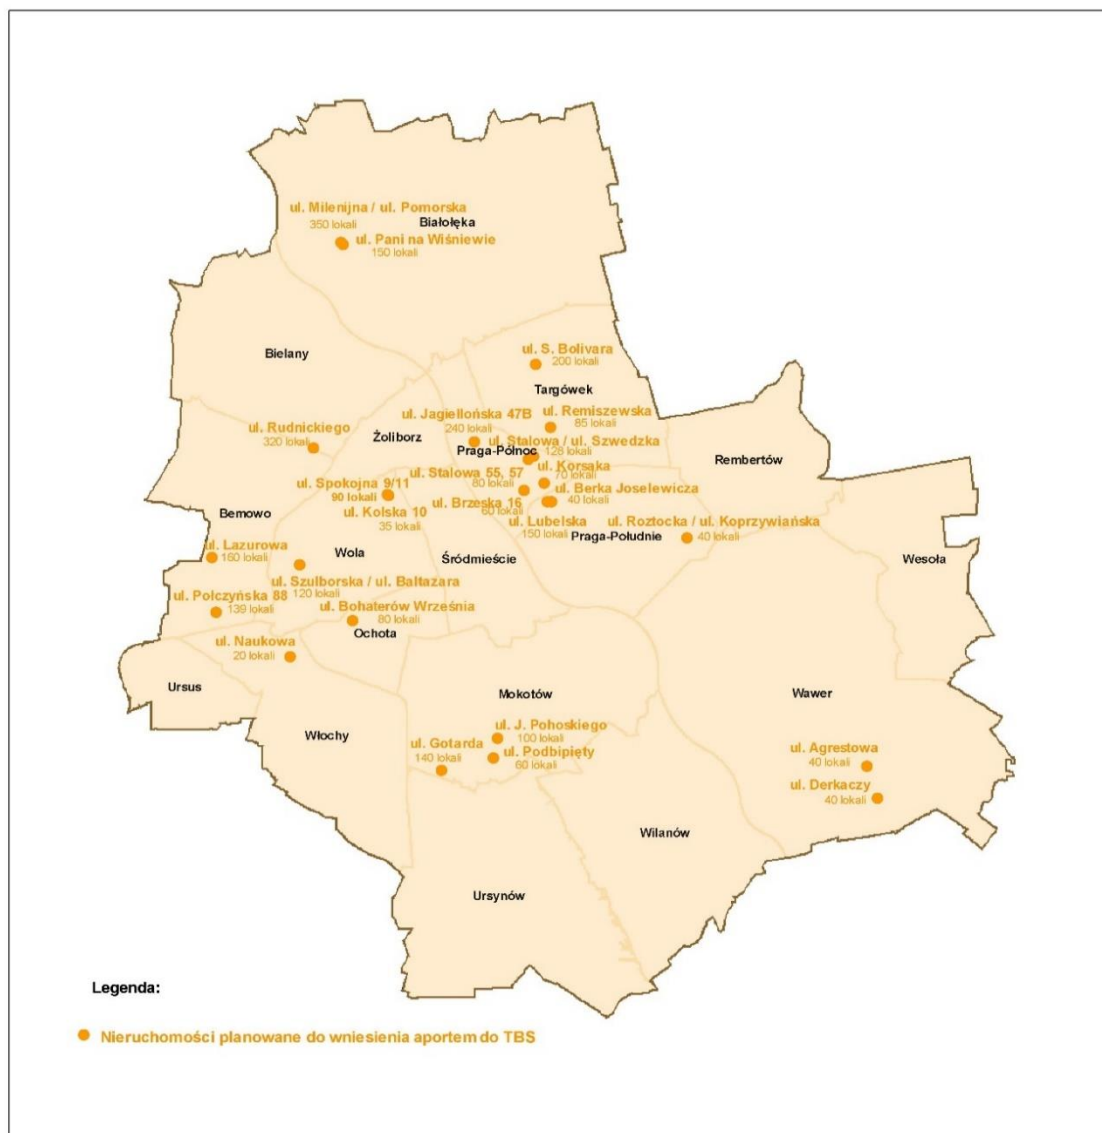 ul. Milenijna / ul. Pomorska
350 lokali
Białołęka
ul. Pani na Wiśniewie
150 lokali
Bielany
ul. S. Bolivara
200 lokali
Targówek
ul. Jagiellońska 47B
240 lokali
ul. Remiszewska
85 lokali
ul. Rudnickiego
320 lokali
Żoliborz
ul. Stalowa / ul. Szwedzka
128 lokali
Praga-Północ
Rembertów
ul. Stalowa 55, 57
80 lokali
ul. Korsaka
70 lokali
ul. Spokojna 9/11
90 lokali
ul. Berka Joselewicza
40 lokali
ul. Brzeska 16
60 lokali
ul. Kolska 10
35 lokali
Bemowo
ul. Lubelska
150 lokali
ul. Roztocka / ul. Koprzywiańska
40 lokali
Praga-Południe
ul. Lazurowa
160 lokali
Wola
Śródmieście
Wesoła
ul. Szulborska / ul. Baltazara
120 lokali
ul. Połczyńska 88
139 lokali
ul. Bohaterów Września
80 lokali
Ochota
ul. Naukowa
20 lokali
Ursus
Mokotów
Wawer
Włochy
ul. J. Pohoskiego
100 lokali
ul. Gotarda
140 lokali
ul. Podbipięty
60 lokali
ul. Agrestowa
40 lokali
ul. Derkaczy
40 lokali
Wilanów
Ursynów
Legenda:
Nieruchomości planowane do wniesienia aportem do TBS